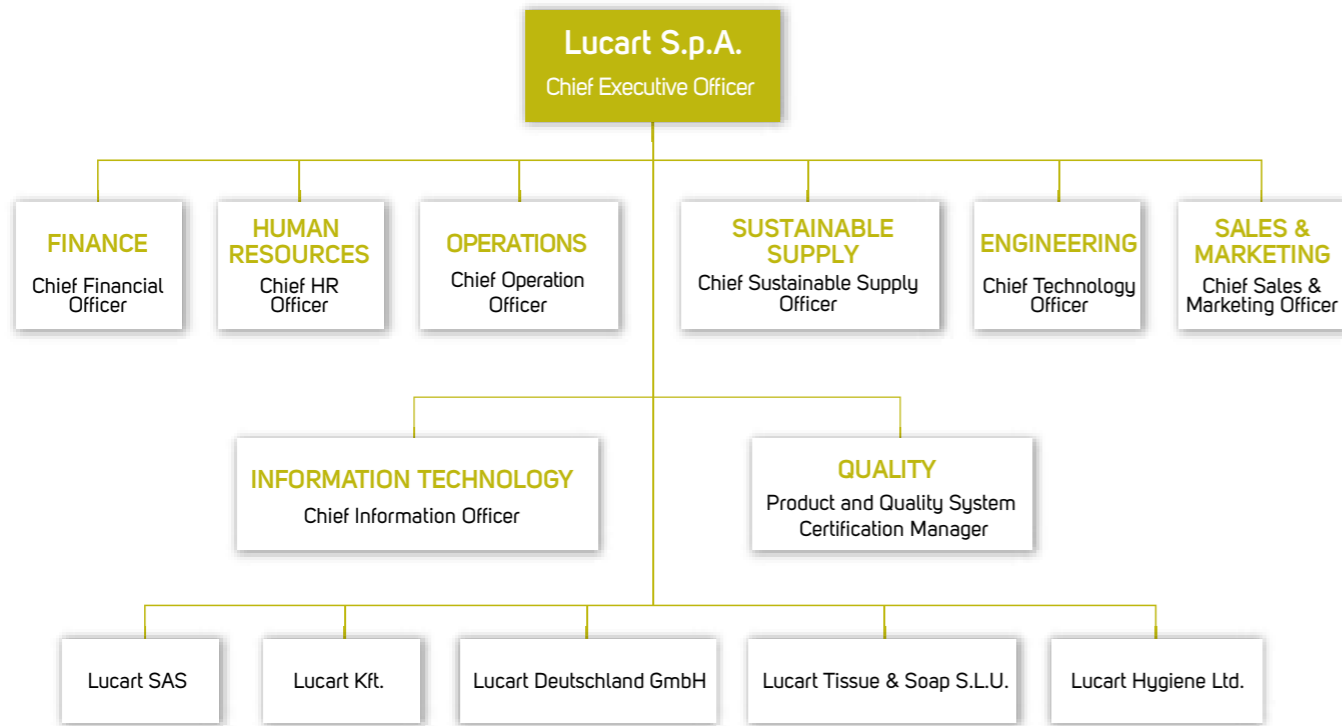 Lucart S.p.A.
Chief Executive Officer
FINANCE
Chief Financial
Officer
HUMAN
RESOURCES
Chief HR
Officer
OPERATIONS
Chief Operation
Officer
SUSTAINABLE
SUPPLY
Chief Sustainable Supply
Officer
ENGINEERING
Chief Technology
Officer
SALES &
MARKETING
Chief Sales &
Marketing Officer
INFORMATION TECHNOLOGY
Chief Information Officer
QUALITY
Product and Quality System
Certification Manager
Lucart SAS
Lucart Kft.
Lucart Deutschland GmbH
Lucart Tissue & Soap S.L.U.
Lucart Hygiene Ltd.